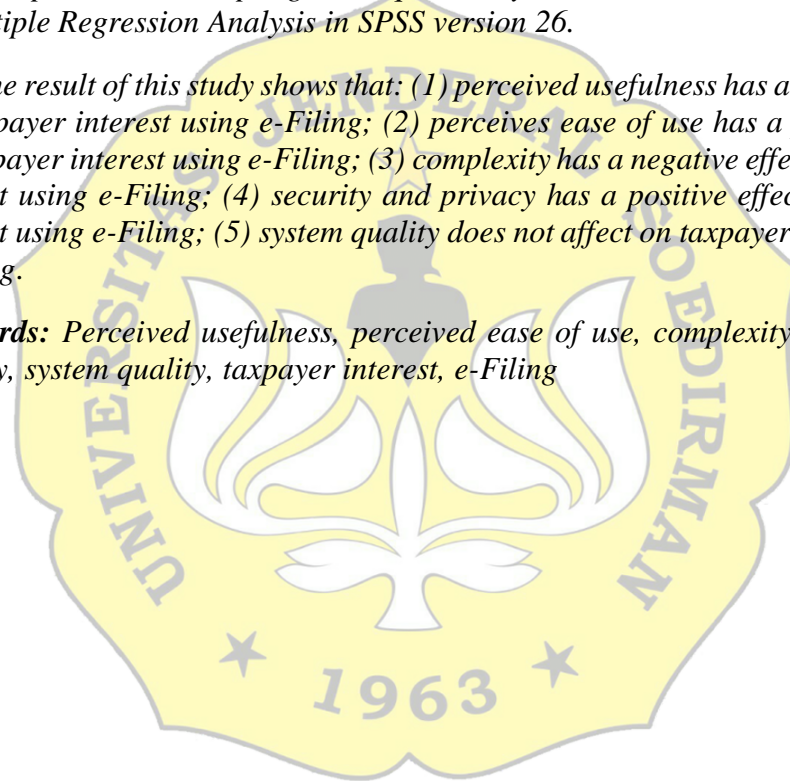 tiple Regression Analysis in SPSS version 26.
e result of this study shows that: (1) perceived usefulness has a
payer interest using e-Filing; (2) perceives ease of use has a
payer interest using e-Filing; (3) complexity has a negative effe
t using e-Filing; (4) security and privacy has a positive effec
t using e-Filing; (5) system quality does not affect on taxpayer
g.
rds: Perceived usefulness, perceived ease of use, complexity
y, system quality, taxpayer interest, e-Filing
UNIVERSITAS JENDERAL SOEDIRMAN
1963